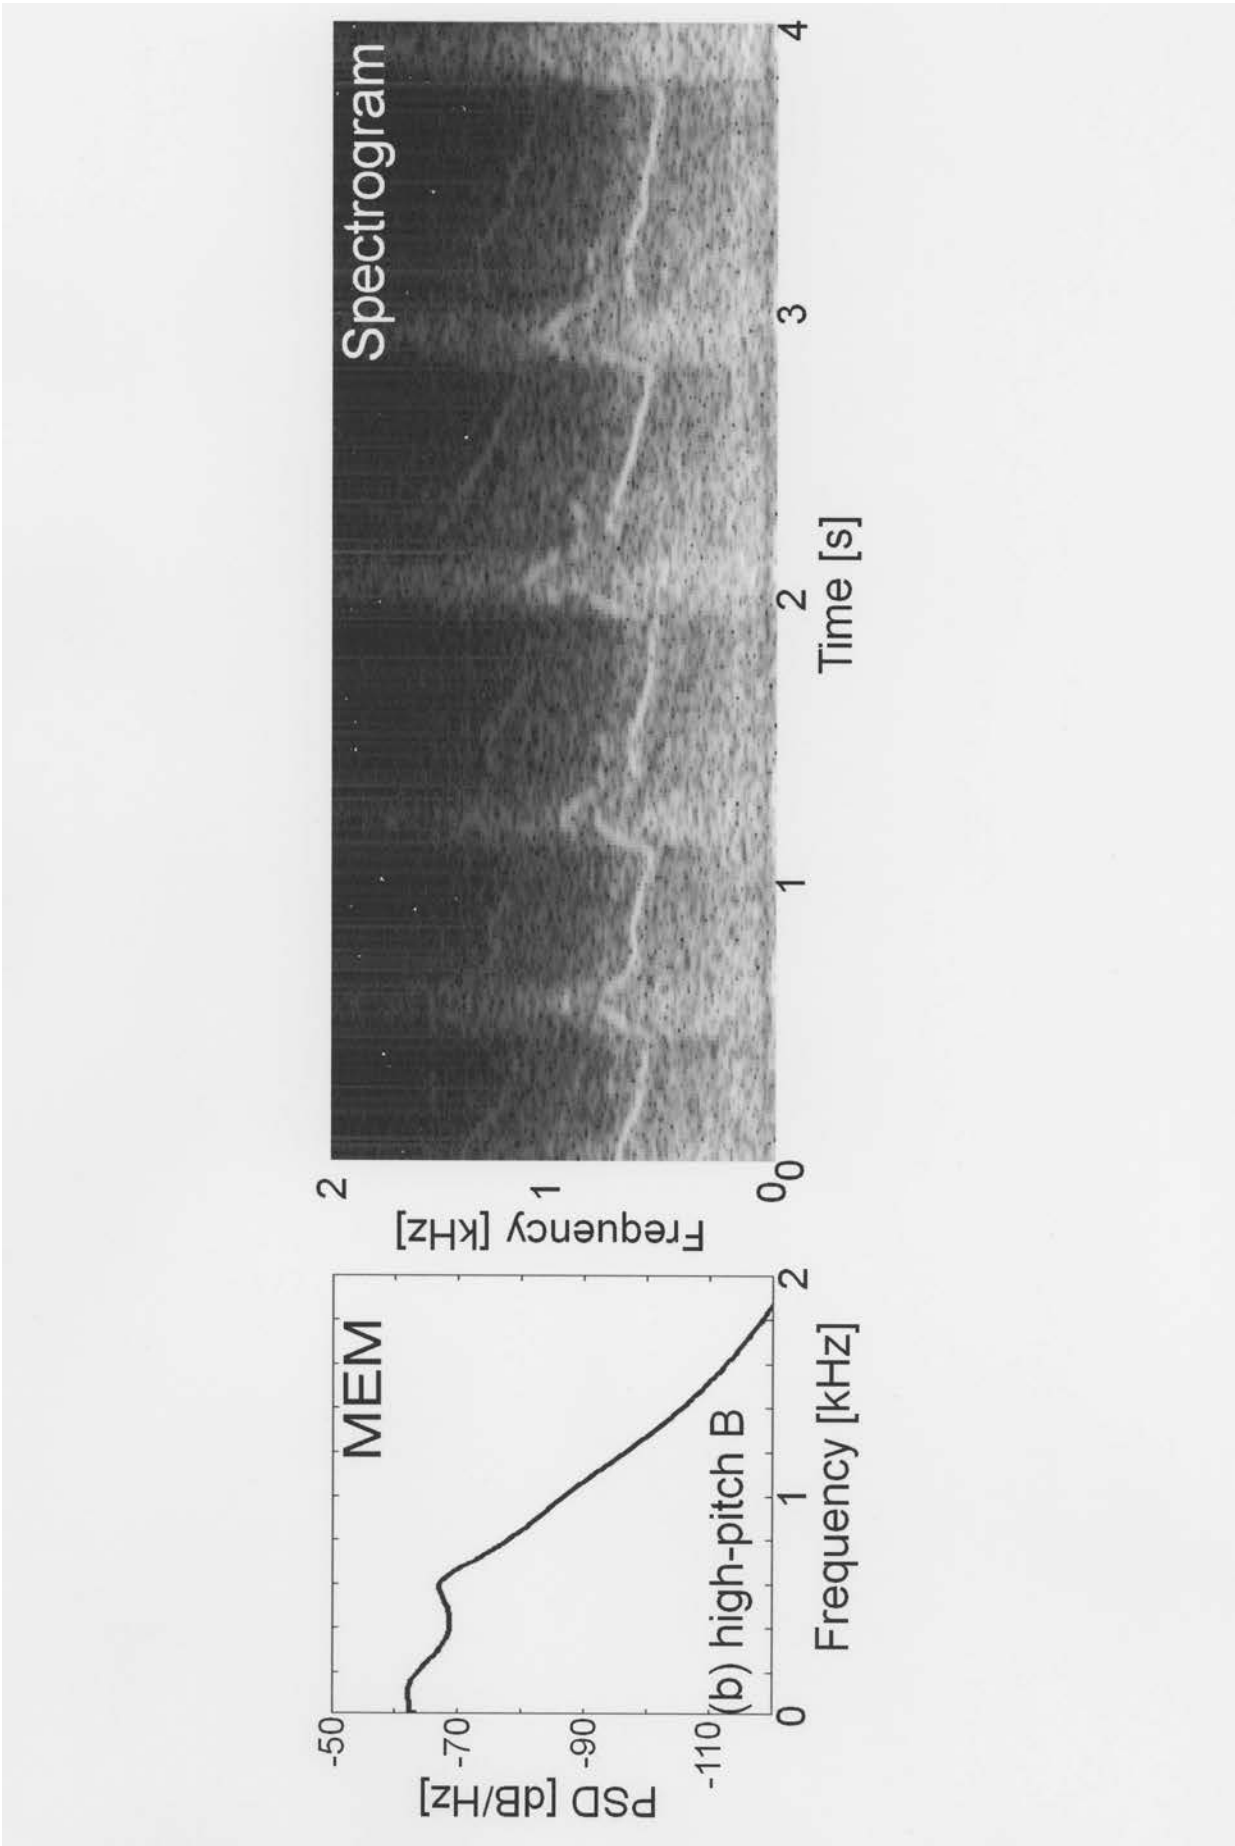 PSD [dB/Hz]
-50
-70
-90
-110
MEM
(b) high-pitch B
0
1
2
Frequency [kHz]
Frequency [kHz]
2
1
0
Spectrogram
0
1
2
3
4
Time [s]